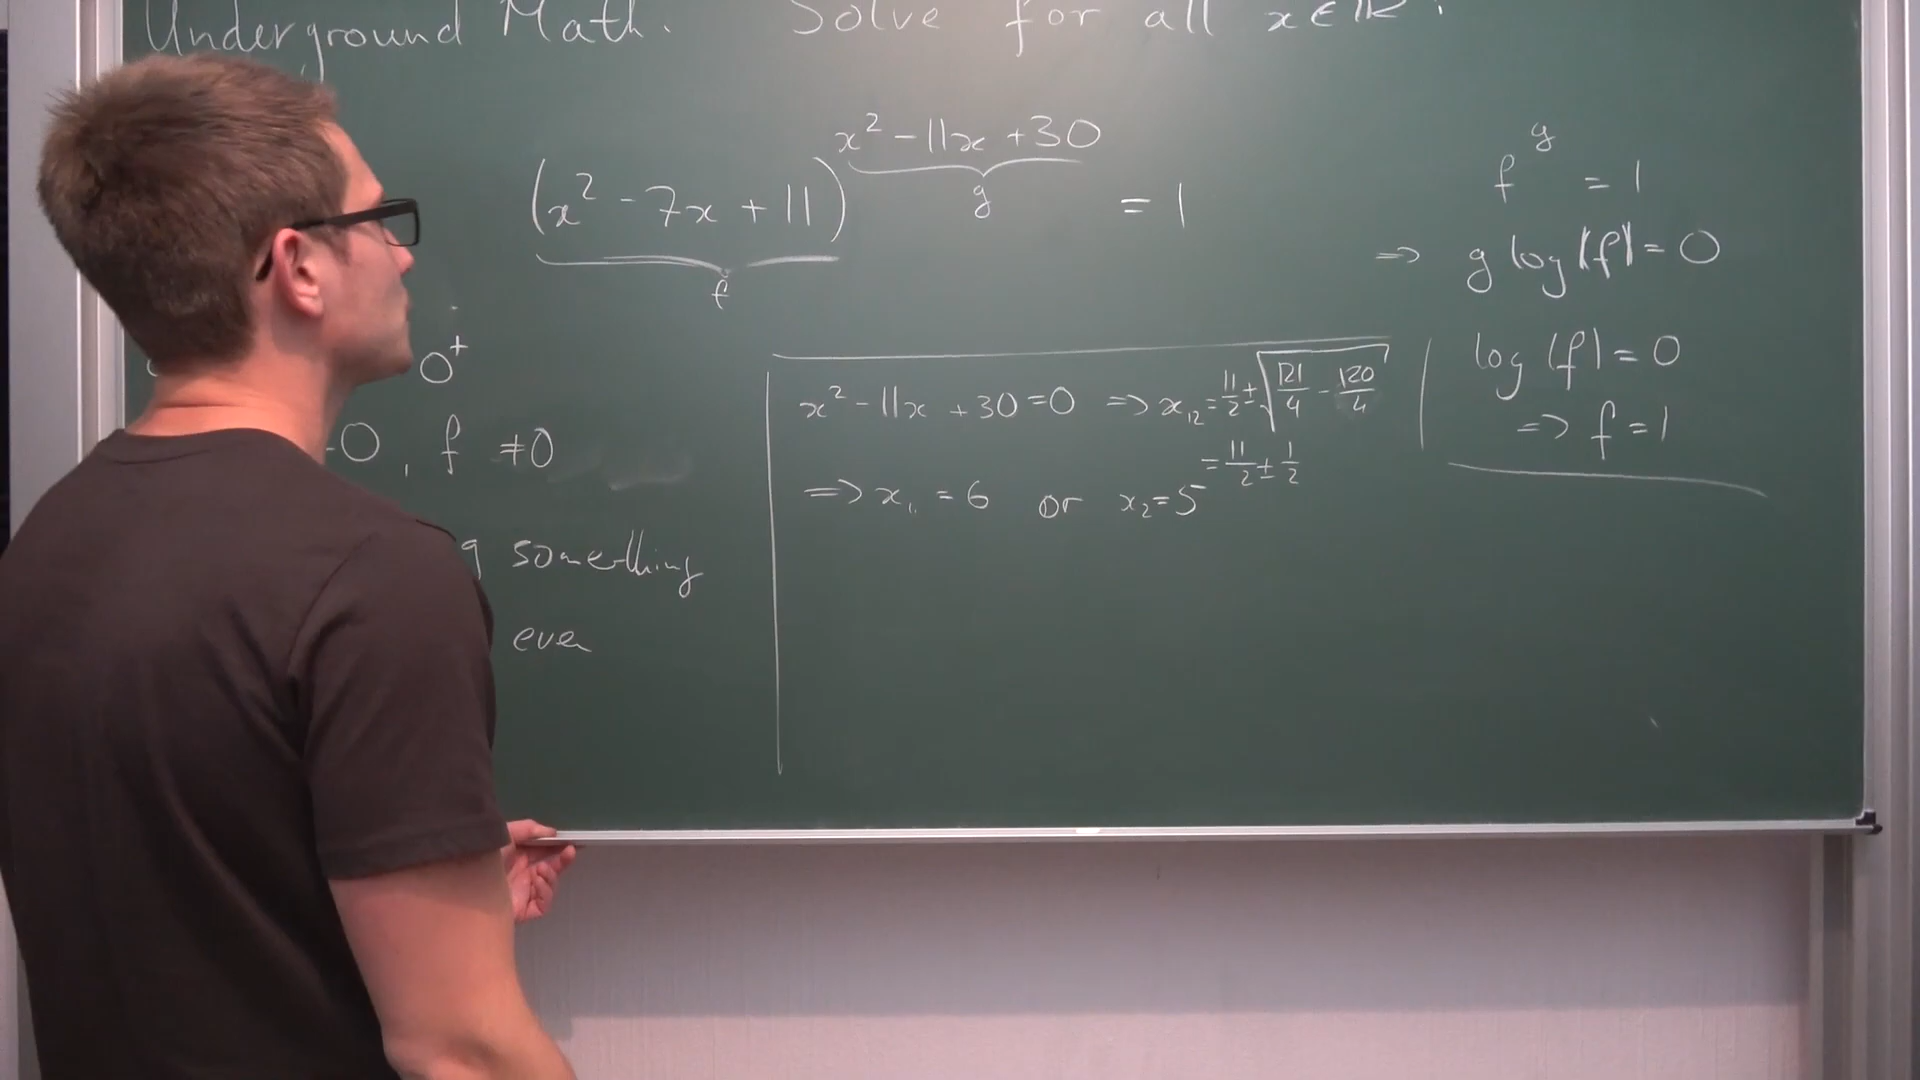 Underground Math. Solve for all x∈ℝ:
(x² - 7x + 11)^(x² - 11x + 30) = 1
f
g
f^g = 1
⇒ g log|f| = 0
log|f| = 0
⇒ f = 1
0⁺
-0, f ≠ 0
something
even
x² - 11x + 30 = 0 ⇒ x₁₂ = 11/2 ± √(121/4 - 120/4)
= 11/2 ± 1/2
⇒ x₁ = 6 or x₂ = 5